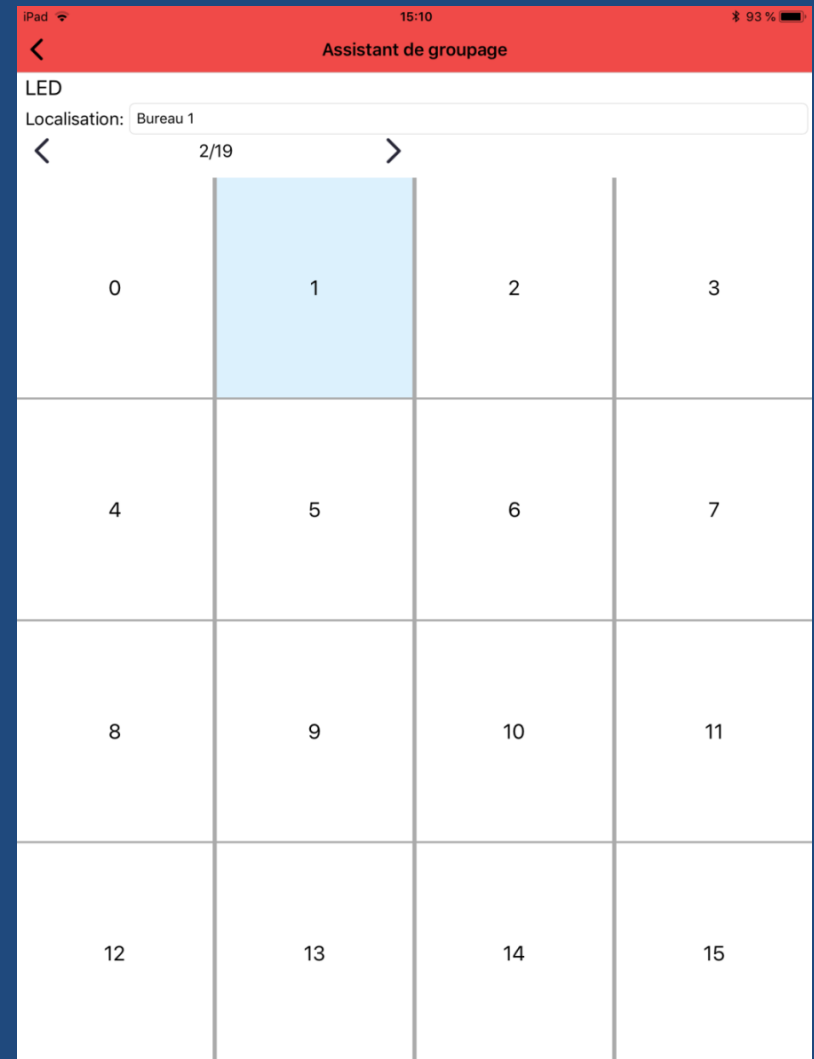 iPad 15:10 93 %
Assistant de groupage
LED
Localisation: Bureau 1
2/19
0 1 2 3
4 5 6 7
8 9 10 11
12 13 14 15